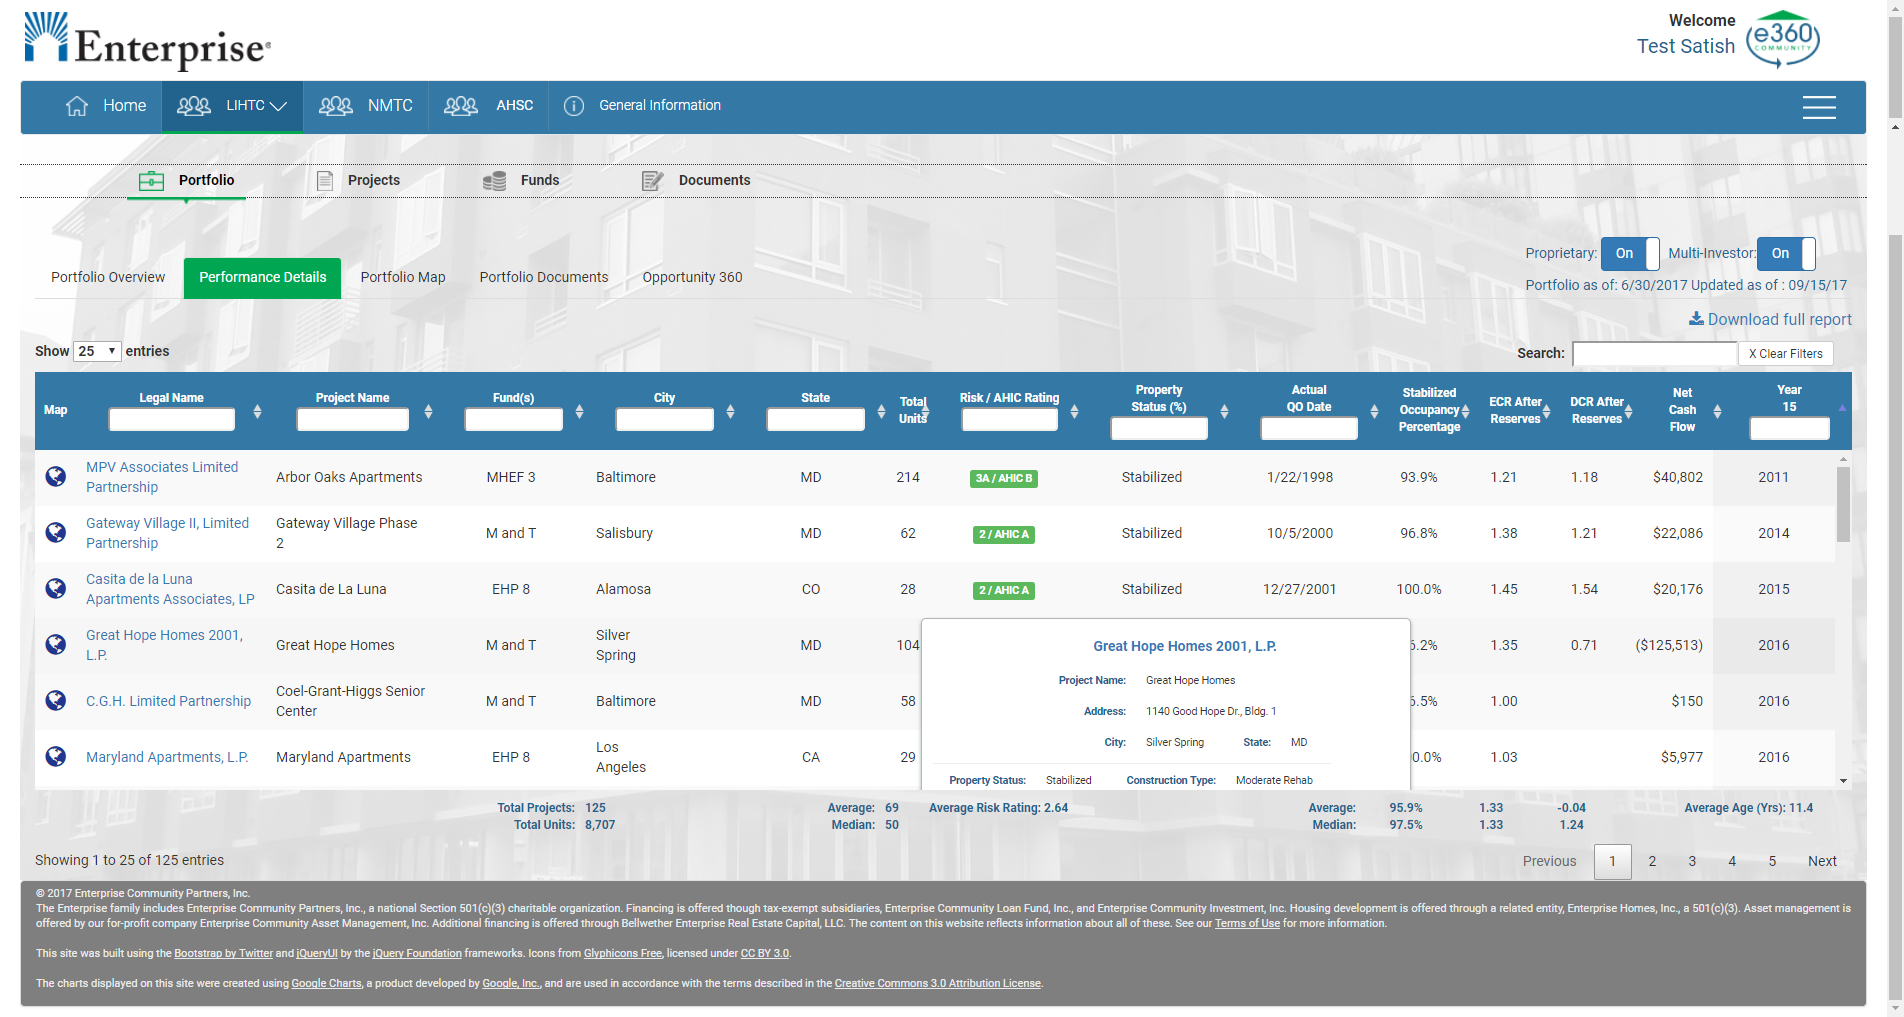 Enterprise
Welcome
Test Satish
e360
COMMUNITY
Home
LIHTC
NMTC
AHSC
General Information
Portfolio
Projects
Funds
Documents
Proprietary: On Multi-Investor: On
Portfolio Overview
Performance Details
Portfolio Map
Portfolio Documents
Opportunity 360
Portfolio as of: 6/30/2017 Updated as of : 09/15/17
Download full report
Show 25 entries
Search: X Clear Filters
Map Legal Name Project Name Fund(s) City State Total Units Risk / AHIC Rating Property Status (%) Actual QO Date Stabilized Occupancy Percentage ECR After Reserves DCR After Reserves Net Cash Flow Year 15
MPV Associates Limited Partnership Arbor Oaks Apartments MHEF 3 Baltimore MD 214 3A / AHIC B Stabilized 1/22/1998 93.9% 1.21 1.18 $40,802 2011
Gateway Village II, Limited Partnership Gateway Village Phase 2 M and T Salisbury MD 62 2 / AHIC A Stabilized 10/5/2000 96.8% 1.38 1.21 $22,086 2014
Casita de la Luna Apartments Associates, LP Casita de La Luna EHP 8 Alamosa CO 28 2 / AHIC A Stabilized 12/27/2001 100.0% 1.45 1.54 $20,176 2015
Great Hope Homes 2001, L.P. Great Hope Homes M and T Silver Spring MD 104 6.2% 1.35 0.71 ($125,513) 2016
C.G.H. Limited Partnership Coel-Grant-Higgs Senior Center M and T Baltimore MD 58 6.5% 1.00 $150 2016
Maryland Apartments, L.P. Maryland Apartments EHP 8 Los Angeles CA 29 0.0% 1.03 $5,977 2016
Great Hope Homes 2001, L.P.
Project Name: Great Hope Homes
Address: 1140 Good Hope Dr., Bldg. 1
City: Silver Spring State: MD
Property Status: Stabilized Construction Type: Moderate Rehab
Total Projects: 125 Average: 69 Average Risk Rating: 2.64 Average: 95.9% 1.33 -0.04 Average Age (Yrs): 11.4
Total Units: 8,707 Median: 50 Median: 97.5% 1.33 1.24
Showing 1 to 25 of 125 entries
Previous 1 2 3 4 5 Next
© 2017 Enterprise Community Partners, Inc.
The Enterprise family includes Enterprise Community Partners, Inc., a national Section 501(c)(3) charitable organization. Financing is offered though tax-exempt subsidiaries, Enterprise Community Loan Fund, Inc., and Enterprise Community Investment, Inc. Housing development is offered through a related entity, Enterprise Homes, Inc., a 501(c)(3). Asset management is
offered by our for-profit company Enterprise Community Asset Management, Inc. Additional financing is offered through Bellwether Enterprise Real Estate Capital, LLC. The content on this website reflects information about all of these. See our Terms of Use for more information.
This site was built using the Bootstrap by Twitter and jQueryUI by the jQuery Foundation frameworks. Icons from Glyphicons Free, licensed under CC BY 3.0.
The charts displayed on this site were created using Google Charts, a product developed by Google, Inc., and are used in accordance with the terms described in the Creative Commons 3.0 Attribution License.